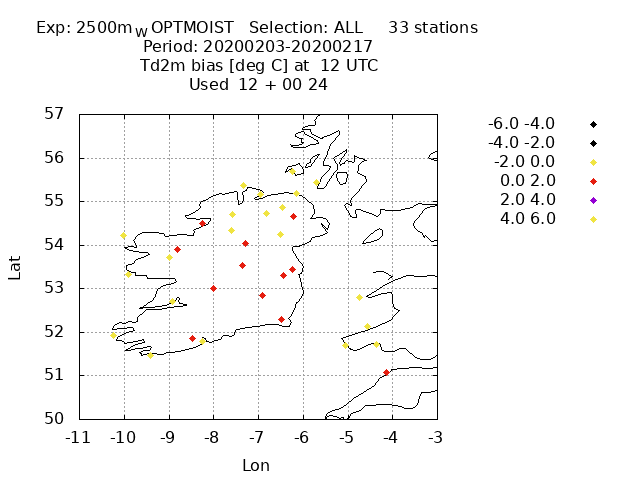 Exp: 2500mwOPTMOIST Selection: ALL 33 stations
Period: 20200203-20200217
Td2m bias [deg C] at 12 UTC
Used 12 + 00 24
57
56
55
54
53
52
51
50
-11 -10 -9 -8 -7 -6 -5 -4 -3
Lat
Lon
-6.0 -4.0
-4.0 -2.0
-2.0 0.0
0.0 2.0
2.0 4.0
4.0 6.0